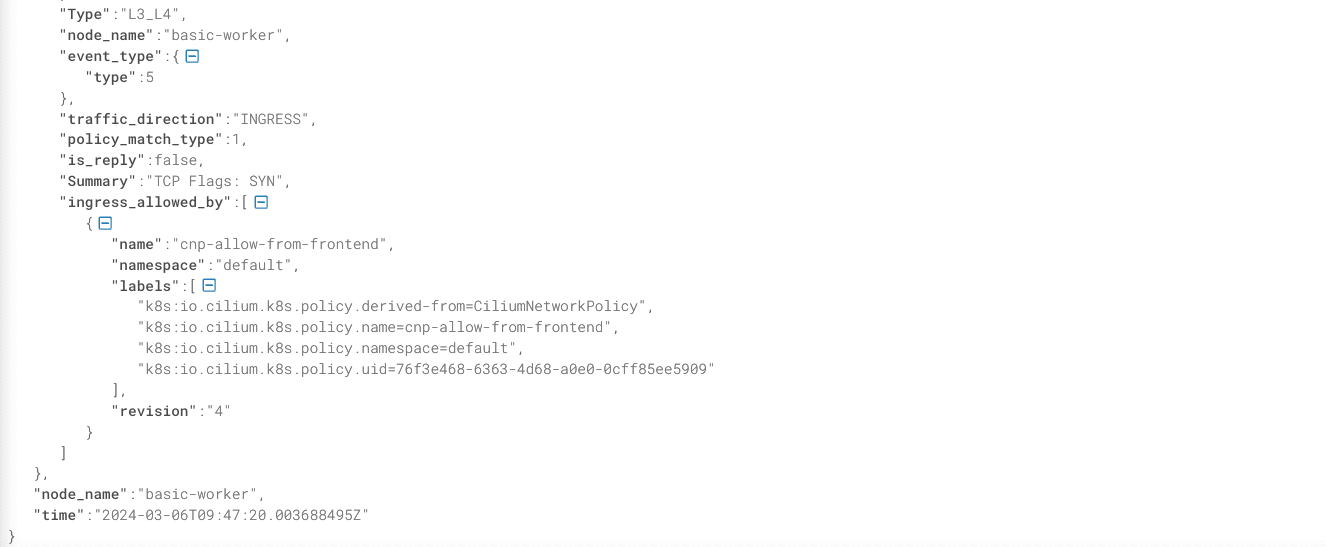 "Type":"L3_L4",
"node_name":"basic-worker",
"event_type":{
"type":5
},
"traffic_direction":"INGRESS",
"policy_match_type":1,
"is_reply":false,
"Summary":"TCP Flags: SYN",
"ingress_allowed_by":[
{
"name":"cnp-allow-from-frontend",
"namespace":"default",
"labels":[
"k8s:io.cilium.k8s.policy.derived-from=CiliumNetworkPolicy",
"k8s:io.cilium.k8s.policy.name=cnp-allow-from-frontend",
"k8s:io.cilium.k8s.policy.namespace=default",
"k8s:io.cilium.k8s.policy.uid=76f3e468-6363-4d68-a0e0-0cff85ee5909"
],
"revision":"4"
}
]
},
"node_name":"basic-worker",
"time":"2024-03-06T09:47:20.003688495Z"
}